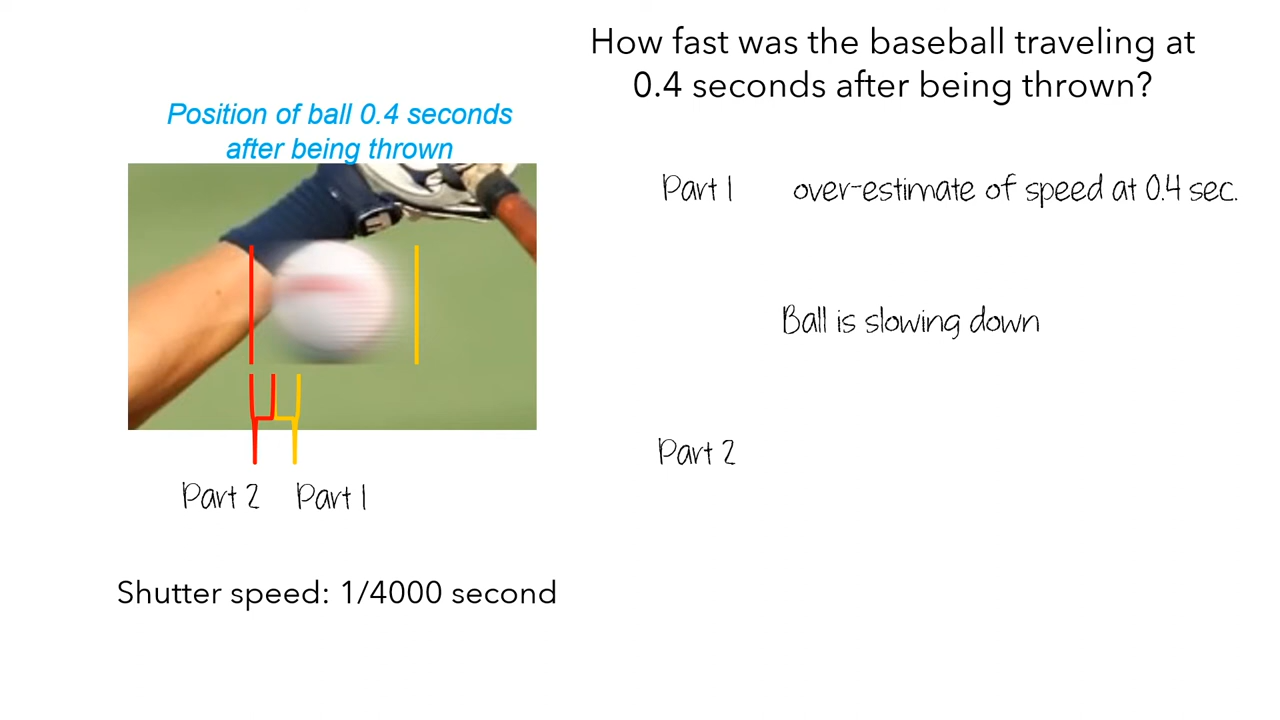 How fast was the baseball traveling at
0.4 seconds after being thrown?
Position of ball 0.4 seconds
after being thrown
Part 1 over-estimate of speed at 0.4 sec.
Ball is slowing down
Part 2
Part 2 Part 1
Shutter speed: 1/4000 second